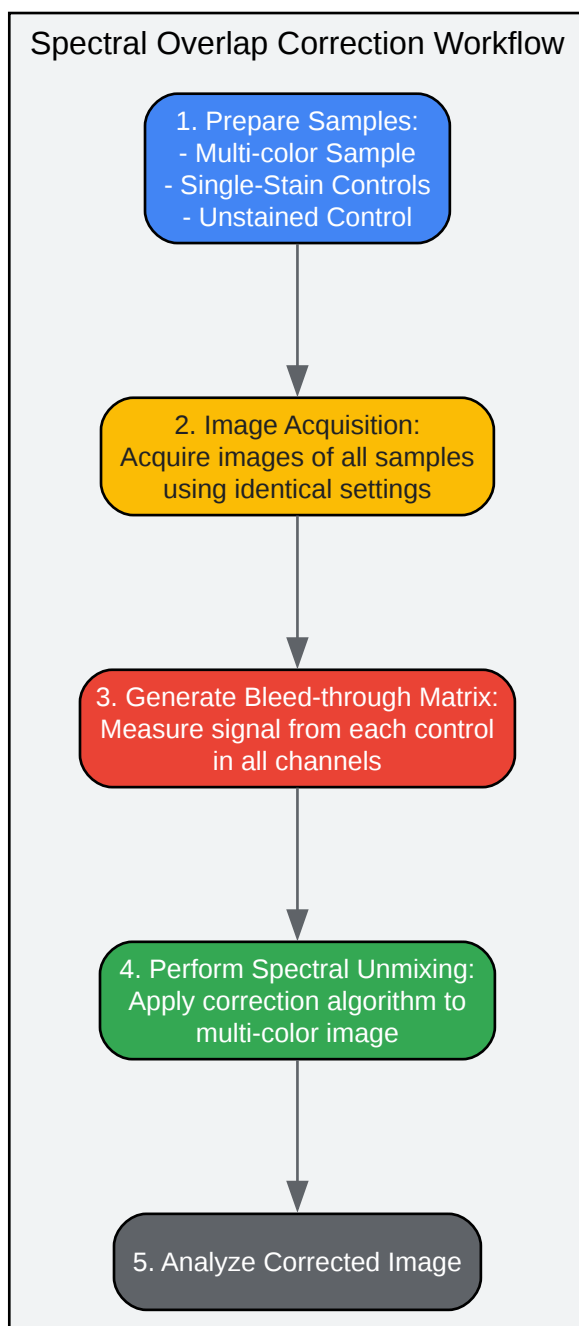 Spectral Overlap Correction Workflow
1. Prepare Samples:
- Multi-color Sample
- Single-Stain Controls
- Unstained Control
2. Image Acquisition:
Acquire images of all samples
using identical settings
3. Generate Bleed-through Matrix:
Measure signal from each control
in all channels
4. Perform Spectral Unmixing:
Apply correction algorithm to
multi-color image
5. Analyze Corrected Image